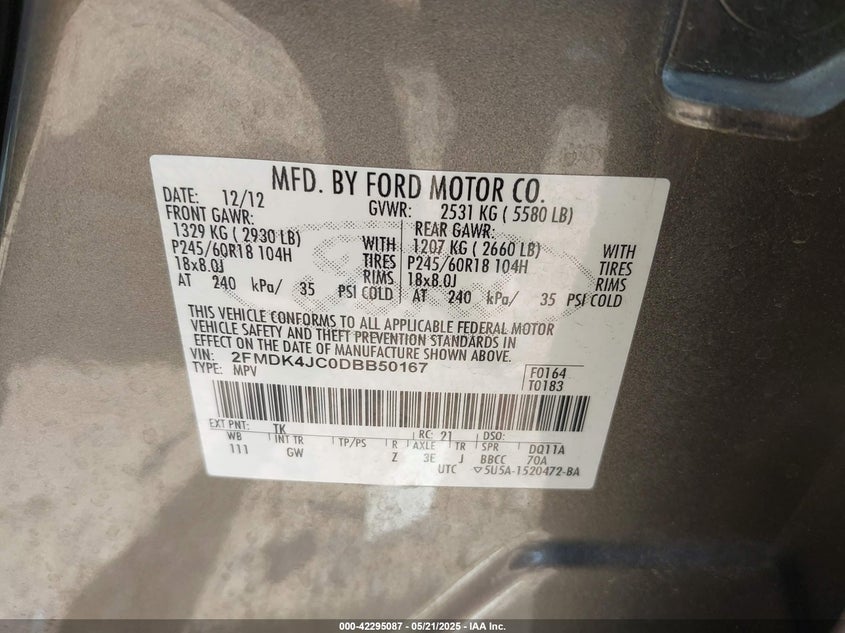 MFD. BY FORD MOTOR CO.
DATE: 12/12 GVWR: 2531 KG ( 5580 LB)
FRONT GAWR: REAR GAWR:
1329 KG ( 2930 LB) WITH 1207 KG ( 2660 LB) WITH
P245/60R18 104H TIRES P245/60R18 104H TIRES
18x8.0J RIMS 18x8.0J RIMS
AT 240 kPa/ 35 PSI COLD AT 240 kPa/ 35 PSI COLD
THIS VEHICLE CONFORMS TO ALL APPLICABLE FEDERAL MOTOR
VEHICLE SAFETY AND THEFT PREVENTION STANDARDS IN
EFFECT ON THE DATE OF MANUFACTURE SHOWN ABOVE.
VIN: 2FMDK4JC0DBB50167 F0164
TYPE: MPV T0183
EXT PNT: TK RC: 21 DSO:
WB INT TR TP/PS R AXLE TR SPR DQ11A
111 GW Z 3E J BBCC 70A
UTC ▽5U5A-1520472-BA
000-42295087 - 05/21/2025 - IAA Inc.